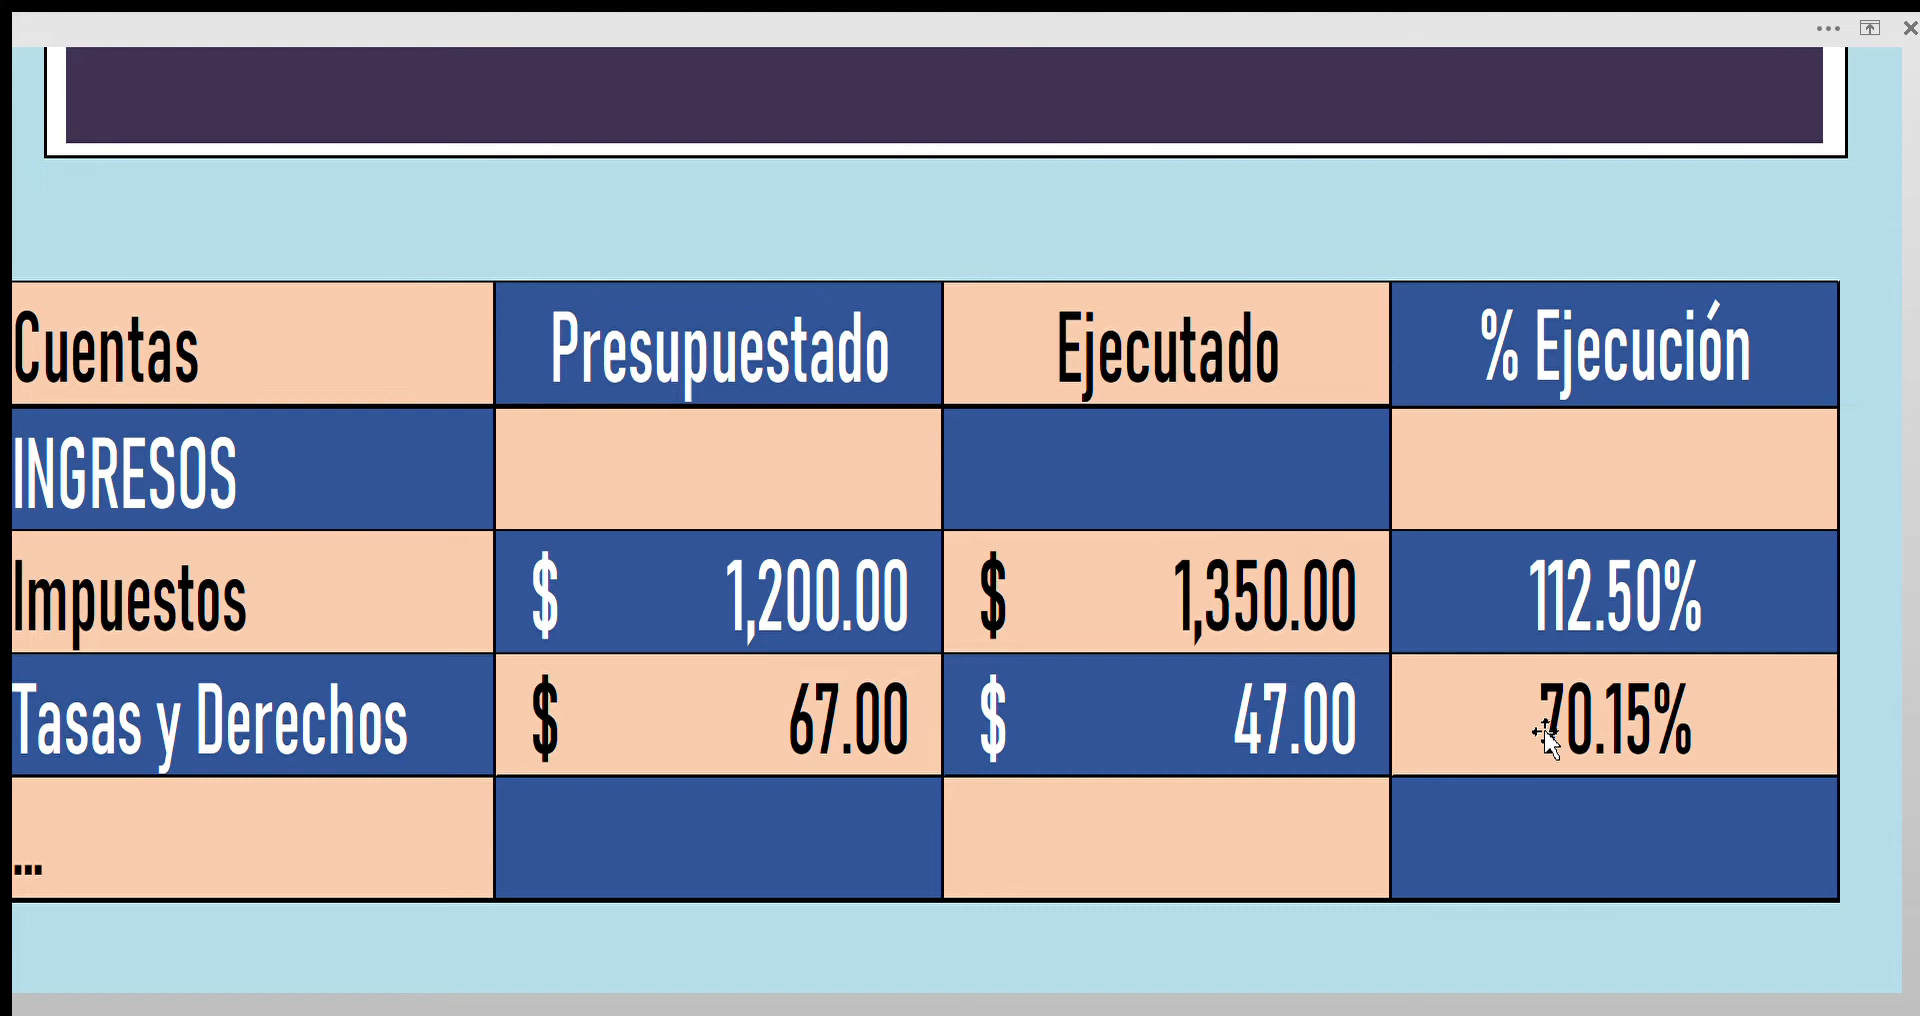 Cuentas Presupuestado Ejecutado % Ejecución
INGRESOS
Impuestos $ 1,200.00 $ 1,350.00 112.50%
Tasas y Derechos $ 67.00 $ 47.00 70.15%
...